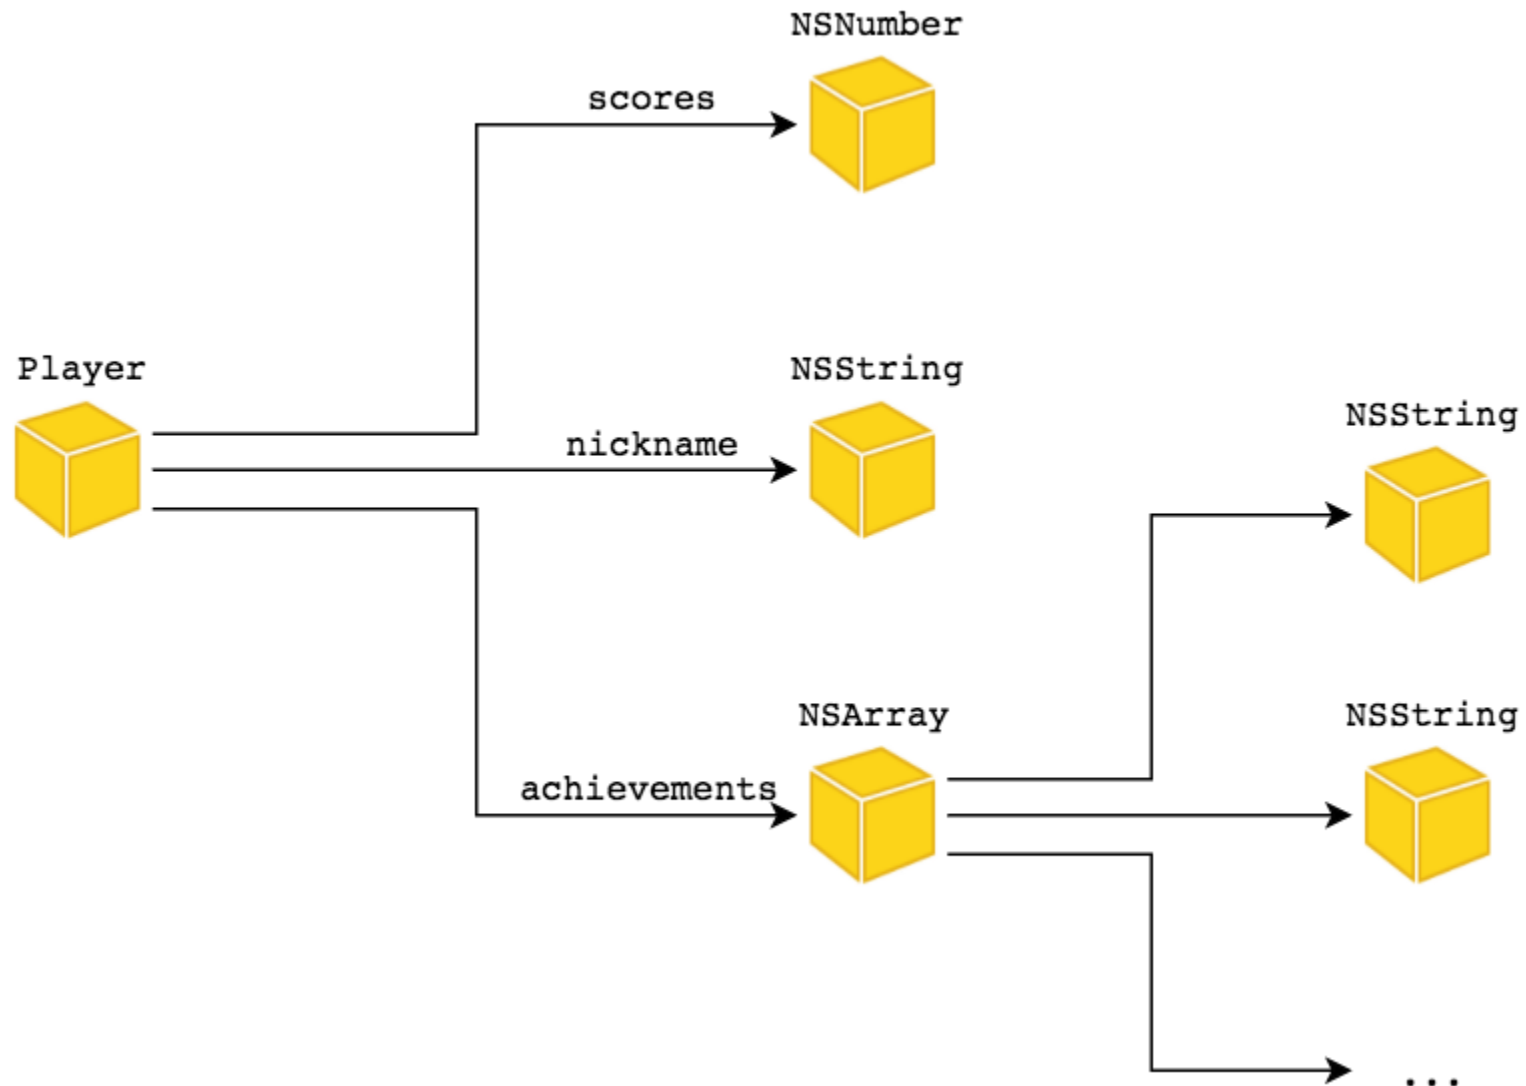 NSNumber
scores
Player
NSString
nickname
NSString
NSArray
NSString
achievements
...